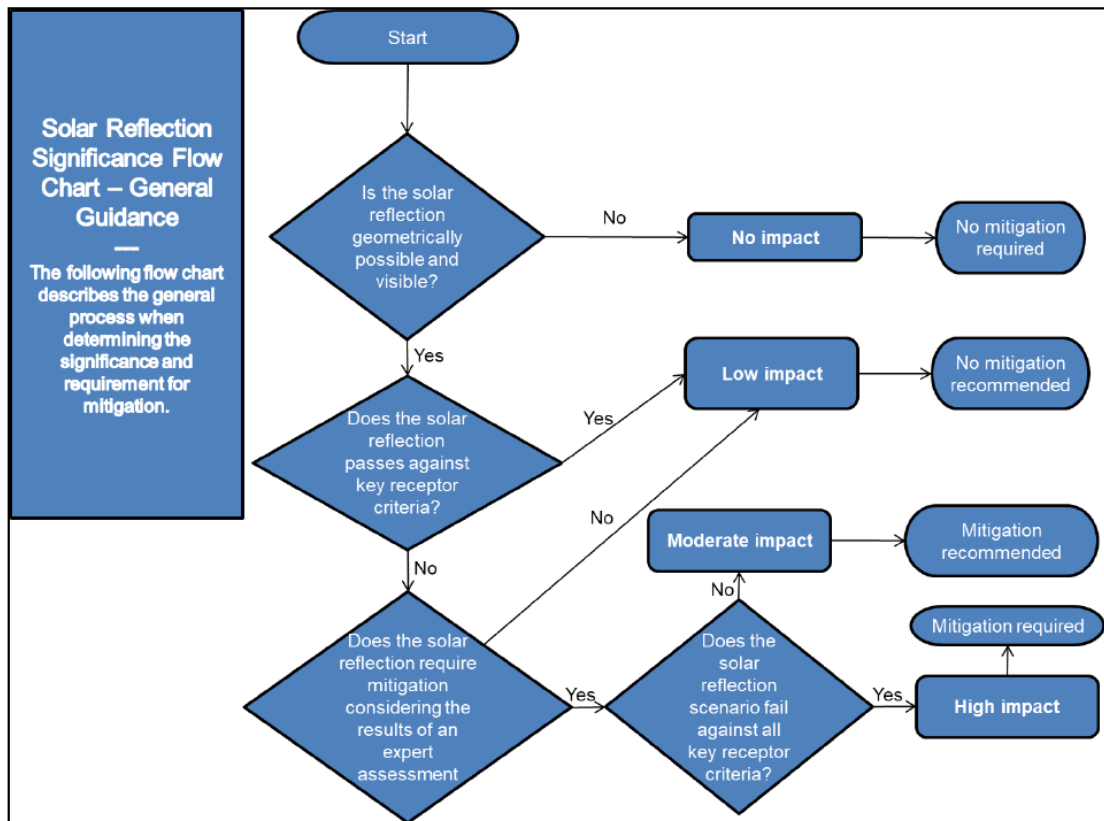 Solar Reflection
Significance Flow
Chart – General
Guidance
—
The following flow chart
describes the general
process when
determining the
significance and
requirement for
mitigation.
Start
Is the solar
reflection
geometrically
possible and
visible?
No
No impact
No mitigation
required
Yes
Does the solar
reflection
passes against
key receptor
criteria?
Yes
Low impact
No mitigation
recommended
No
No
Does the solar
reflection require
mitigation
considering the
results of an
expert
assessment
Yes
Does the
solar
reflection
scenario fail
against all
key receptor
criteria?
No
Moderate impact
Mitigation
recommended
Yes
High impact
Mitigation required